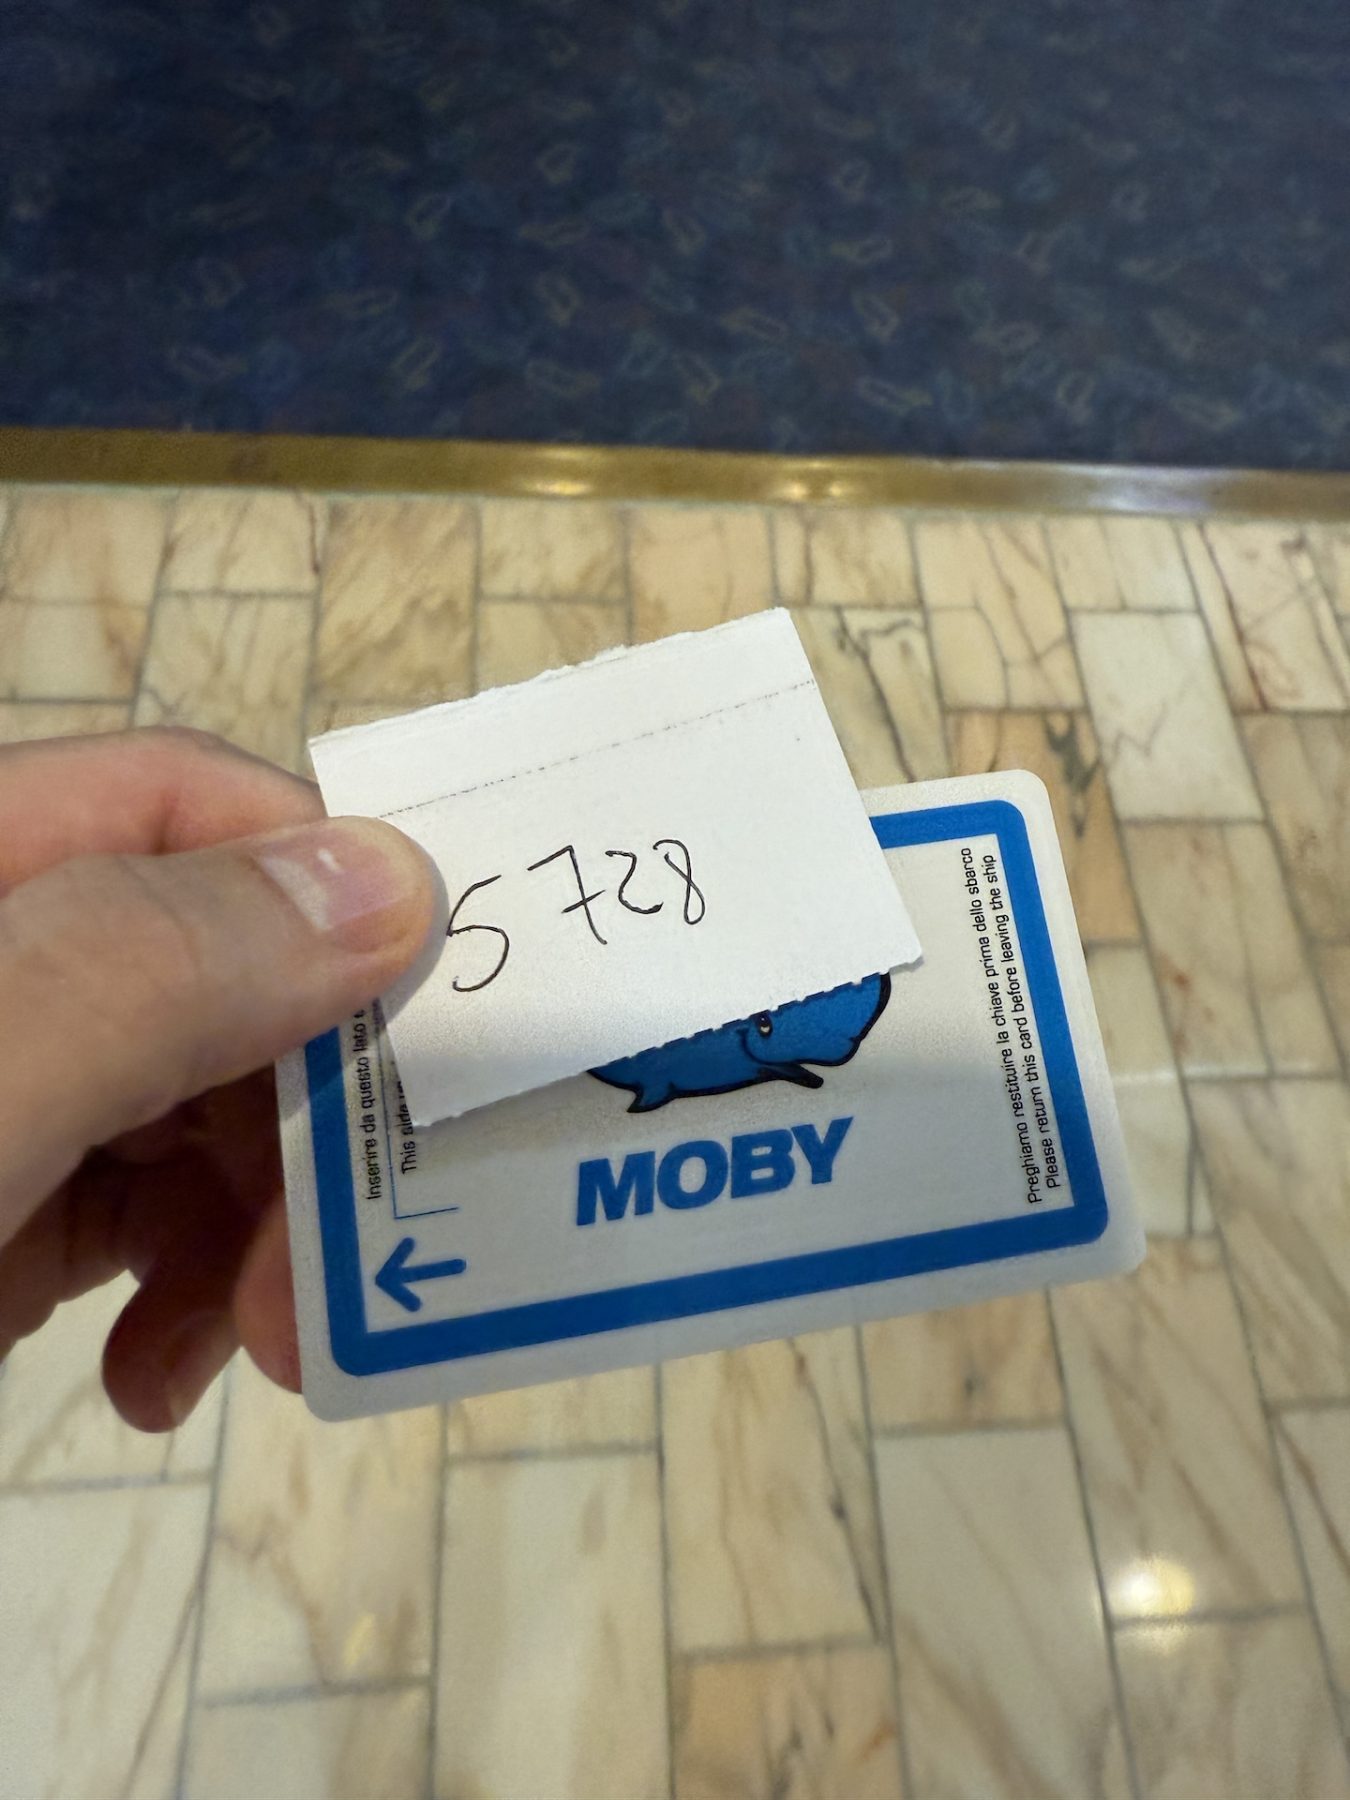 5728
Inserire da questo lato
This side
MOBY
Preghiamo restituire la chiave prima dello sbarco
Please return this card before leaving the ship